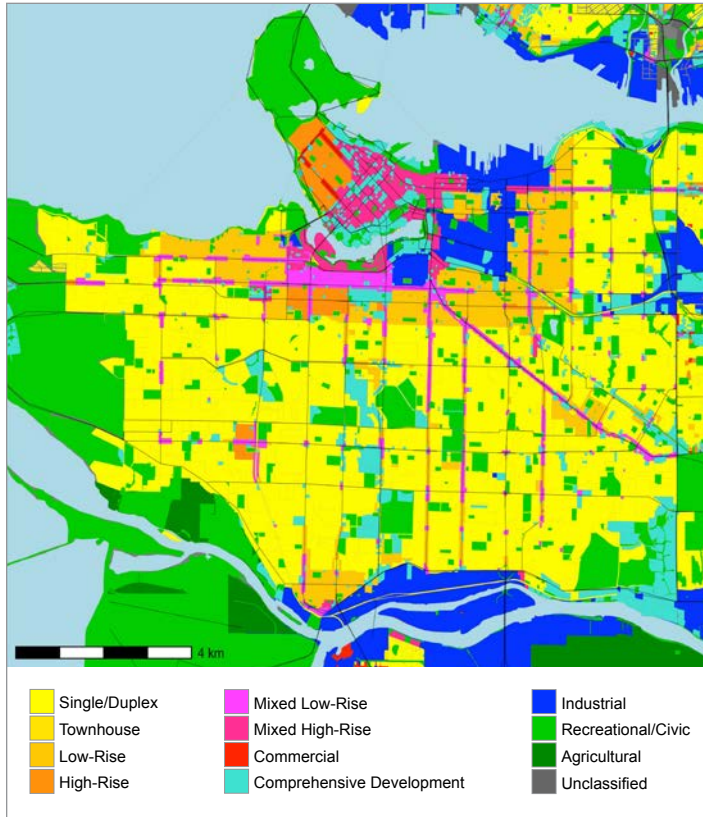 4 km
Single/Duplex
Townhouse
Low-Rise
High-Rise
Mixed Low-Rise
Mixed High-Rise
Commercial
Comprehensive Development
Industrial
Recreational/Civic
Agricultural
Unclassified